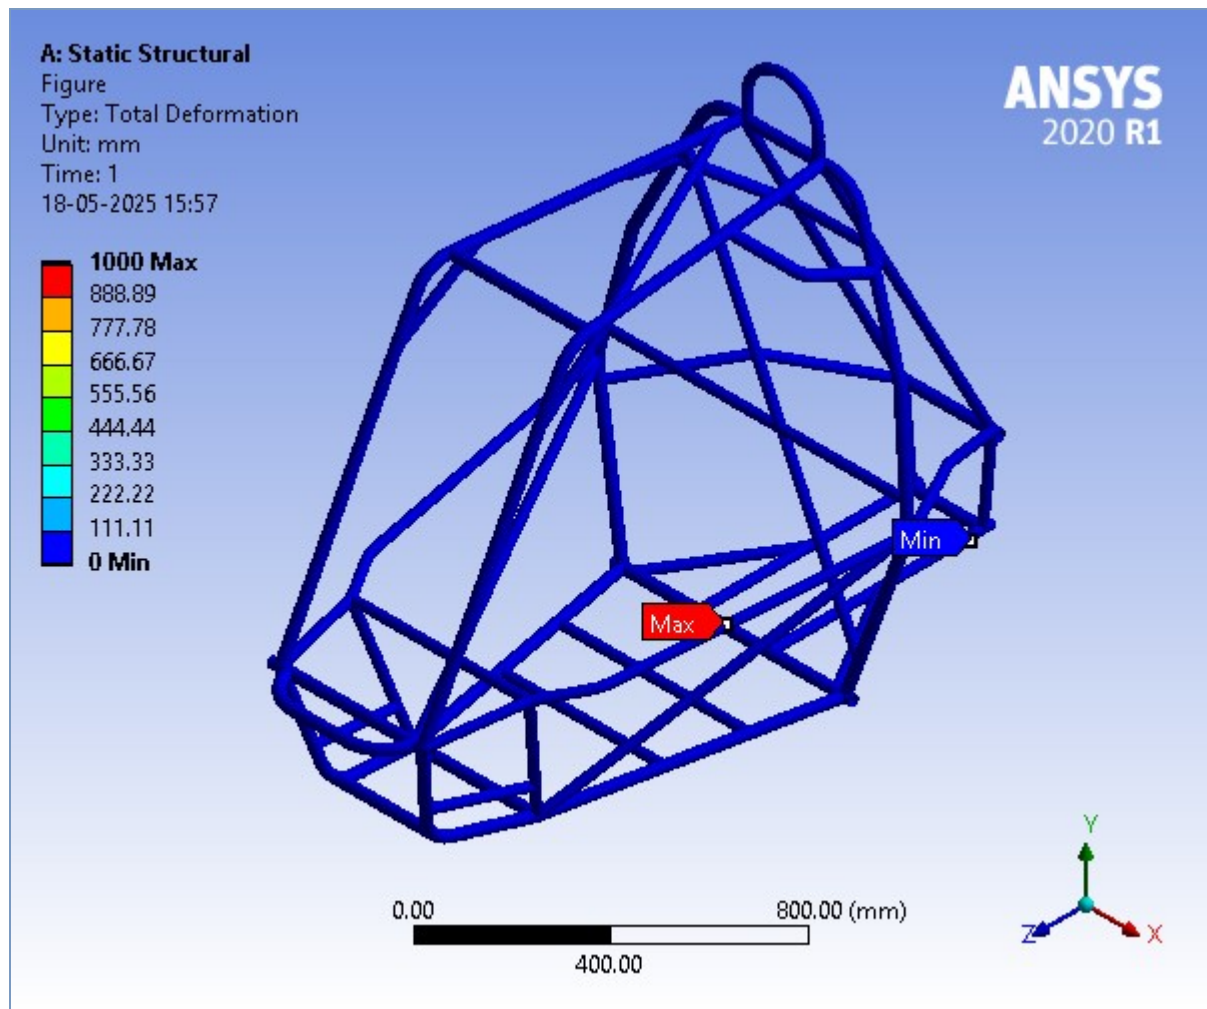 A: Static Structural
Figure
Type: Total Deformation
Unit: mm
Time: 1
18-05-2025 15:57
ANSYS
2020 R1
1000 Max
888.89
777.78
666.67
555.56
444.44
333.33
222.22
111.11
0 Min
Min
Max
0.00
800.00 (mm)
400.00
Y
Z
X